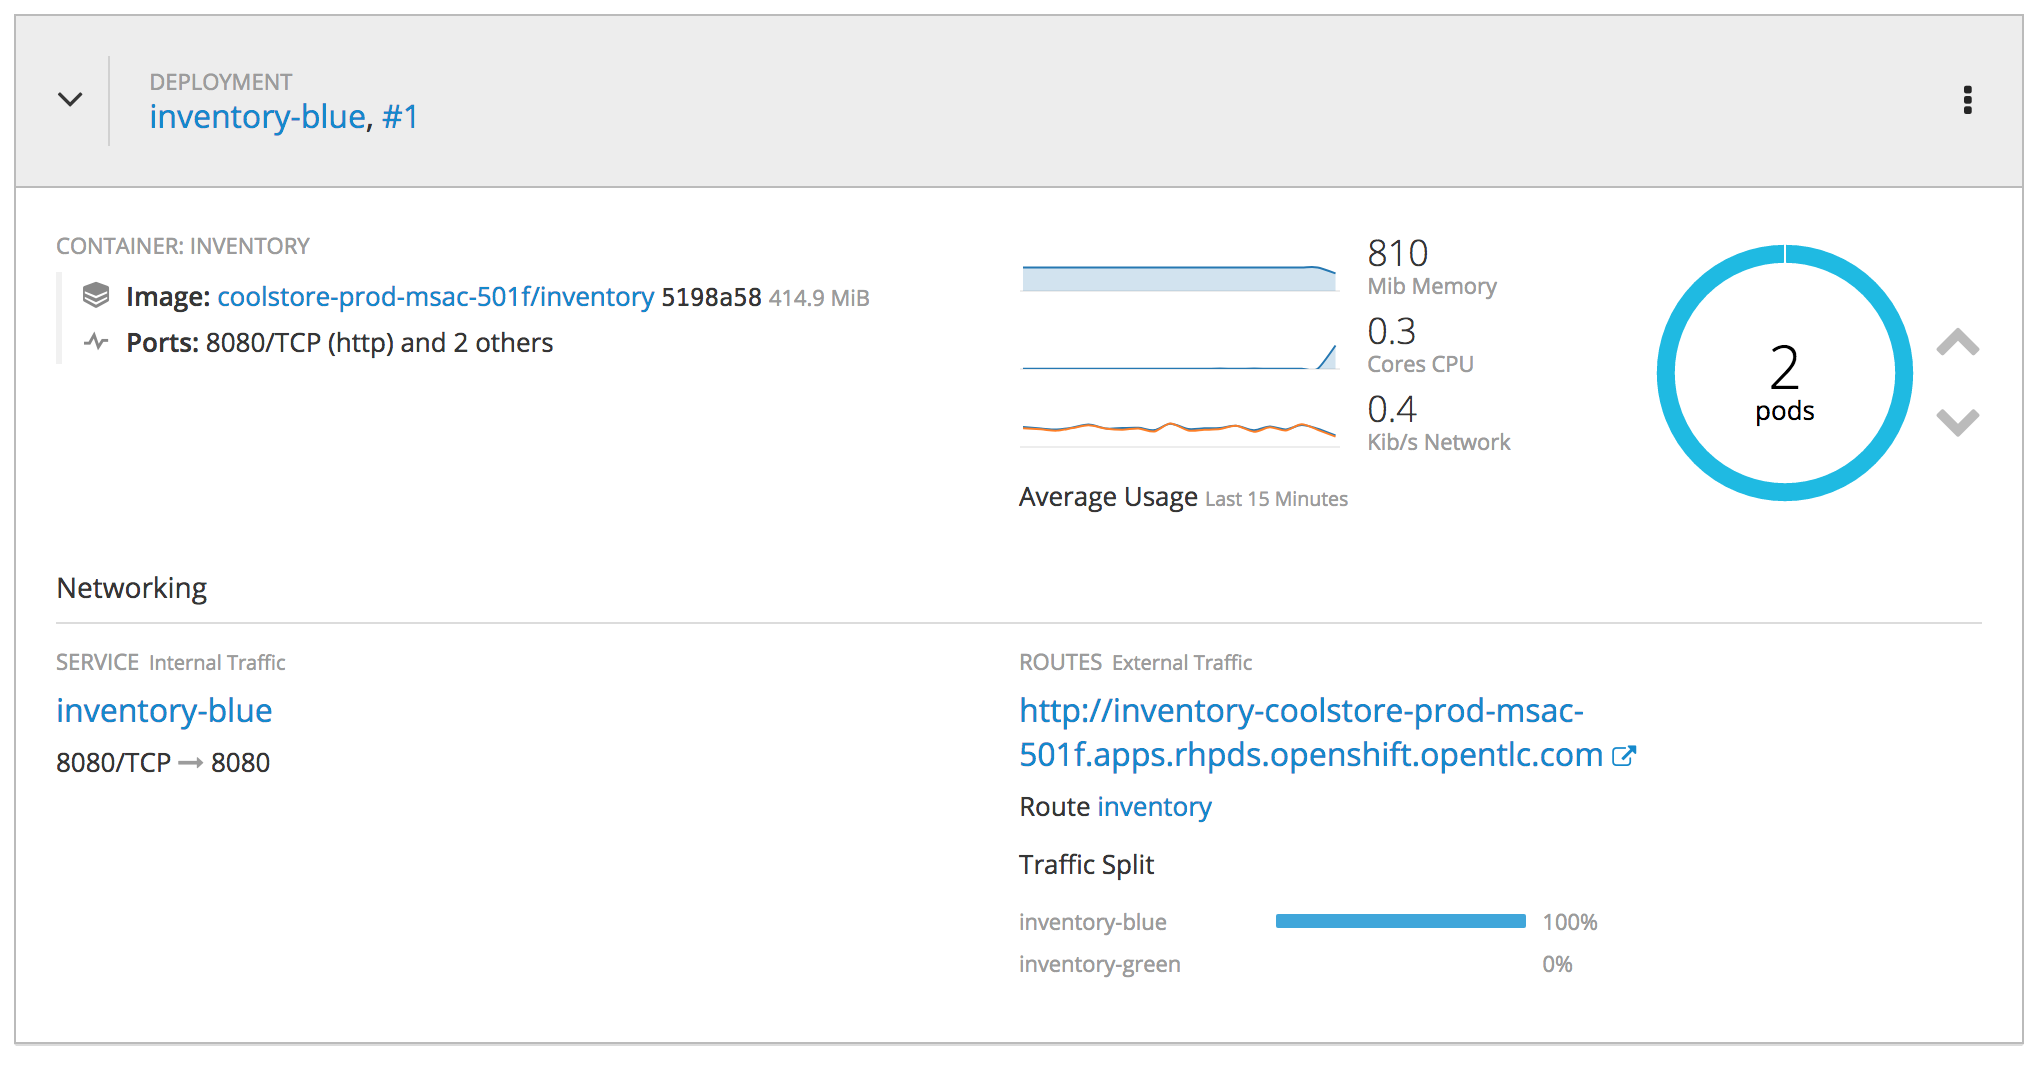 DEPLOYMENT
inventory-blue, #1
CONTAINER: INVENTORY
Image: coolstore-prod-msac-501f/inventory 5198a58 414.9 MiB
Ports: 8080/TCP (http) and 2 others
810
Mib Memory
0.3
Cores CPU
0.4
Kib/s Network
Average Usage Last 15 Minutes
2
pods
Networking
SERVICE Internal Traffic
inventory-blue
8080/TCP → 8080
ROUTES External Traffic
http://inventory-coolstore-prod-msac-
501f.apps.rhpds.openshift.opentlc.com
Route inventory
Traffic Split
inventory-blue 100%
inventory-green 0%